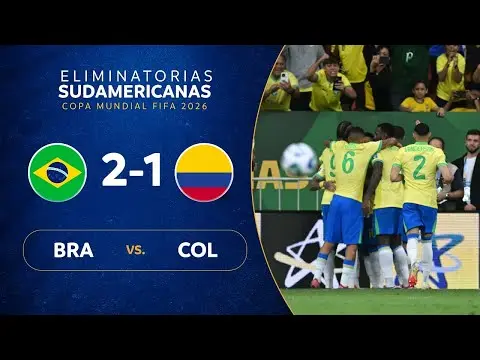 ELIMINATORIAS
SUDAMERICANAS
COPA MUNDIAL FIFA 2026
2-1
BRA vs. COL
6
2